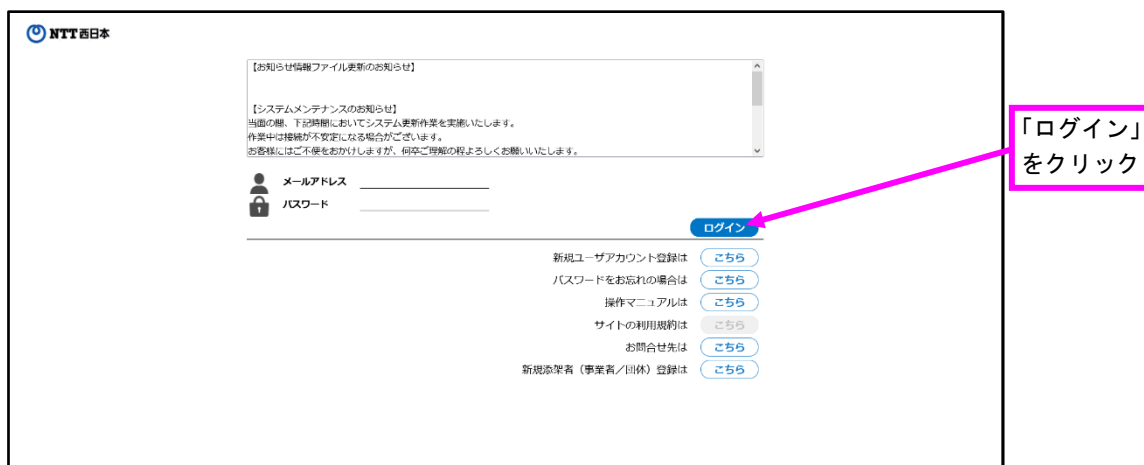 NTT西日本
【お知らせ情報ファイル更新のお知らせ】
【システムメンテナンスのお知らせ】
当面の間、下記時間においてシステム更新作業を実施いたします。
作業中は接続が不安定になる場合がございます。
お客様にはご不便をおかけしますが、何卒ご理解の程よろしくお願いいたします。
メールアドレス
パスワード
ログイン
「ログイン」
をクリック
新規ユーザアカウント登録は こちら
パスワードをお忘れの場合は こちら
操作マニュアルは こちら
サイトの利用規約は こちら
お問合せ先は こちら
新規添架者（事業者／団体）登録は こちら